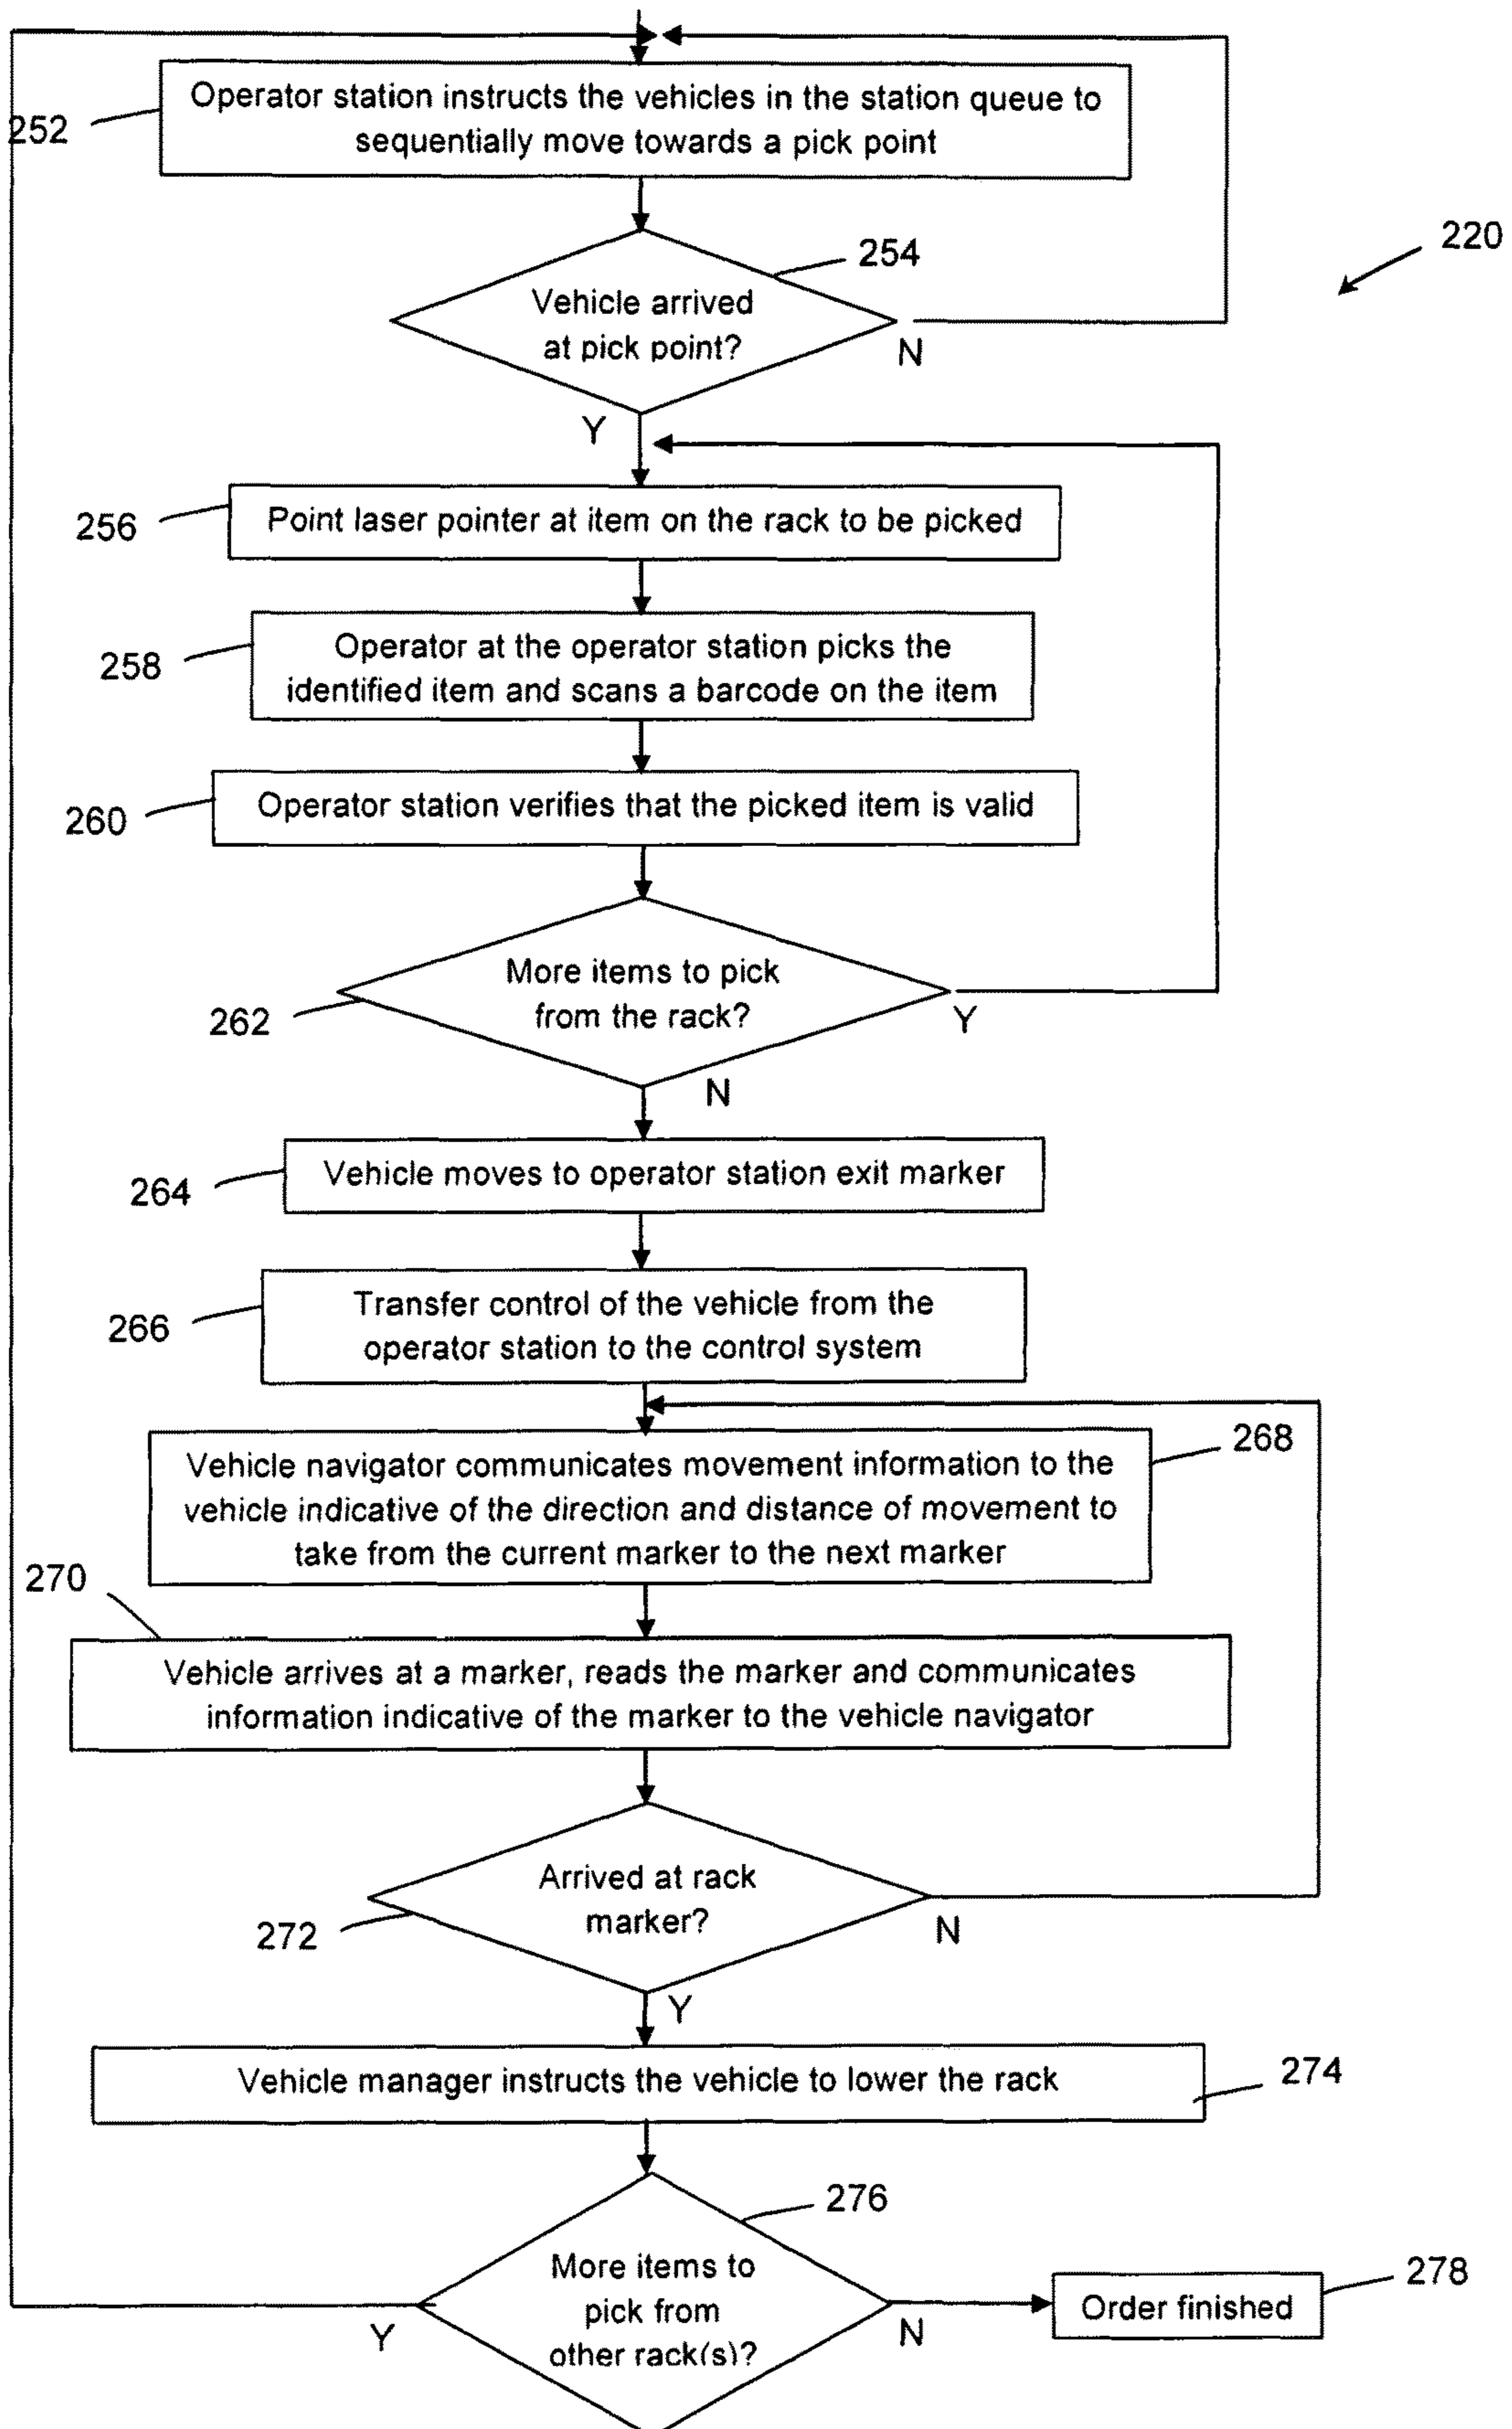 Operator station instructs the vehicles in the station queue to
sequentially move towards a pick point
252
254
220
Vehicle arrived
at pick point?
N
Y
256
Point laser pointer at item on the rack to be picked
258
Operator at the operator station picks the
identified item and scans a barcode on the item
260
Operator station verifies that the picked item is valid
More items to pick
from the rack?
262
Y
N
264
Vehicle moves to operator station exit marker
266
Transfer control of the vehicle from the
operator station to the control system
268
Vehicle navigator communicates movement information to the
vehicle indicative of the direction and distance of movement to
take from the current marker to the next marker
270
Vehicle arrives at a marker, reads the marker and communicates
information indicative of the marker to the vehicle navigator
Arrived at rack
marker?
272
N
Y
Vehicle manager instructs the vehicle to lower the rack
274
276
More items to
pick from
other rack(s)?
Y
N
278
Order finished